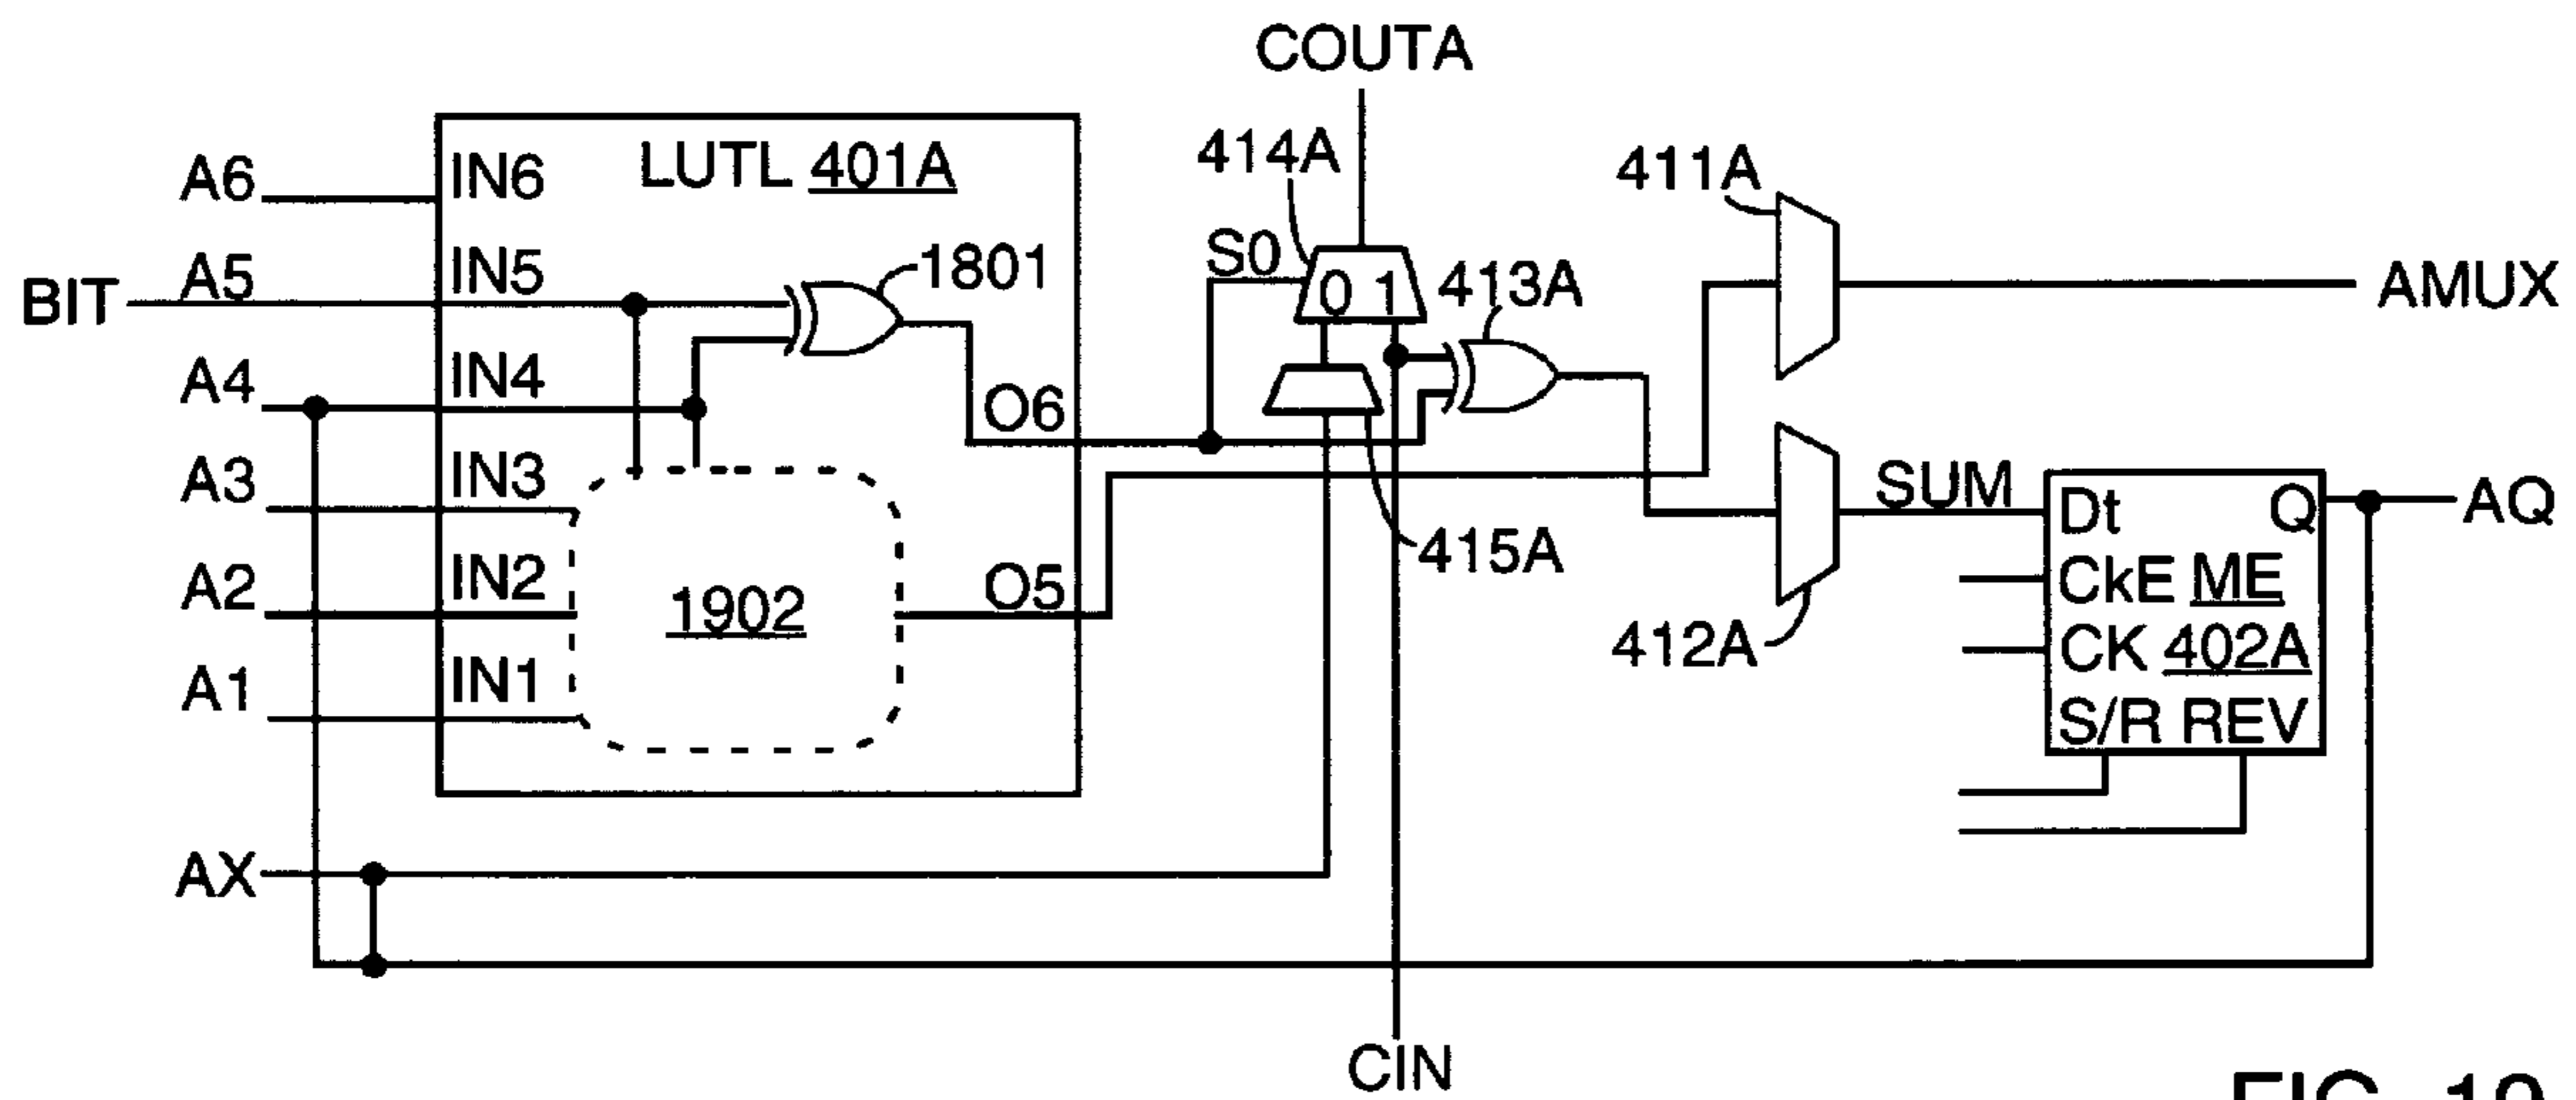 COUTA
A6
IN6
LUTL 401A
414A
411A
S0
1801
BIT
A5
IN5
0 1
413A
AMUX
A4
IN4
O6
A3
IN3
SUM
Dt
Q
AQ
415A
A2
IN2
1902
O5
CkE ME
412A
CK 402A
A1
IN1
S/R REV
AX
CIN